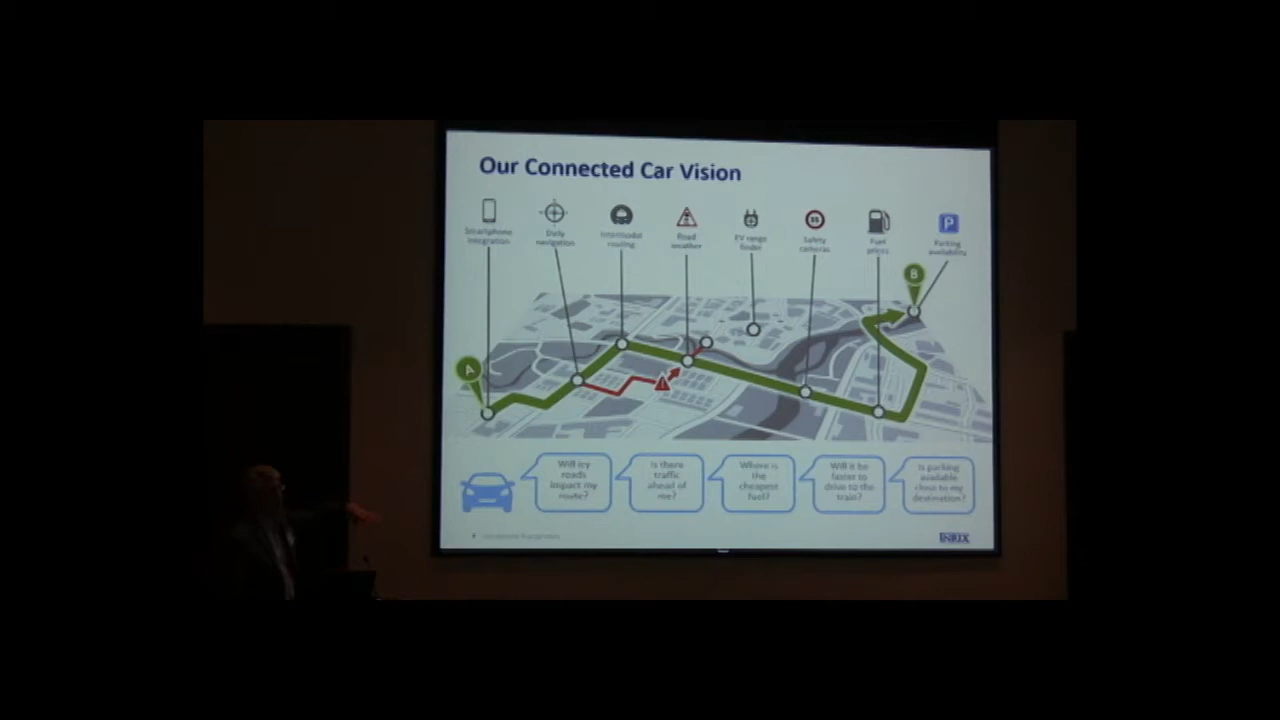 Our Connected Car Vision
Smartphone
integration
Daily
navigation
Intermodal
routing
Road
weather
EV range
finder
55
Safety
cameras
Fuel
prices
P
Parking
availability
B
A
Will icy
roads
impact my
route?
Is there
traffic
ahead of
me?
Where is
the
cheapest
fuel?
Will it be
faster to
drive to the
train?
Is parking
available
close to my
destination?
INRIX